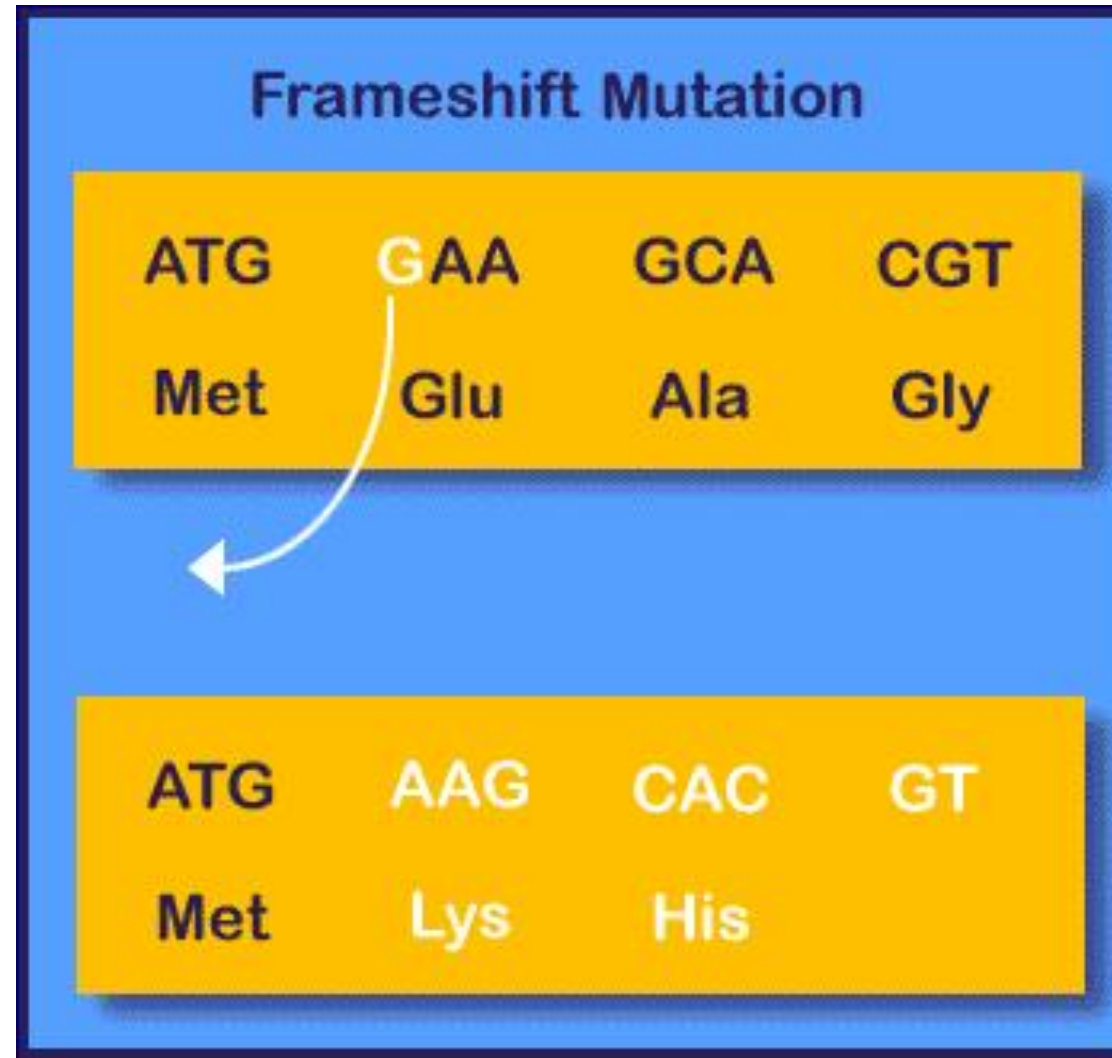 Frameshift Mutation
ATG GAA GCA CGT
Met Glu Ala Gly
ATG AAG CAC GT
Met Lys His